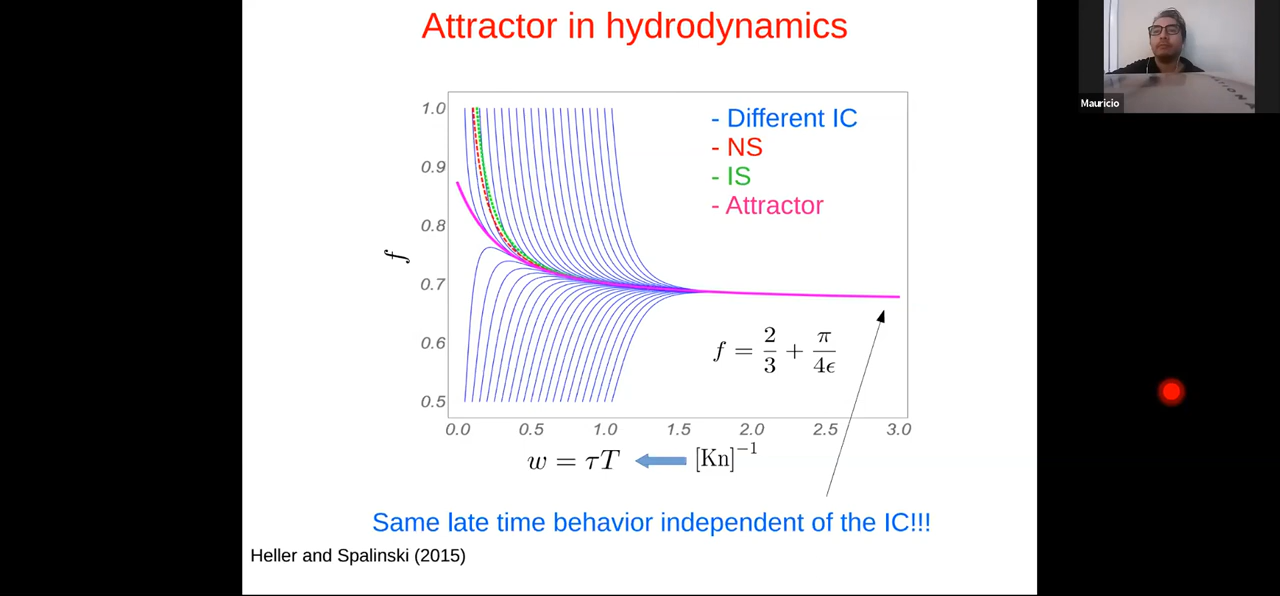 Attractor in hydrodynamics
Mauricio
1.0
0.9
0.8
0.7
0.6
0.5
f
- Different IC
- NS
- IS
- Attractor
f = 2/3 + π/4ϵ
0.0 0.5 1.0 1.5 2.0 2.5 3.0
w = τT [Kn]⁻¹
Same late time behavior independent of the IC!!!
Heller and Spalinski (2015)